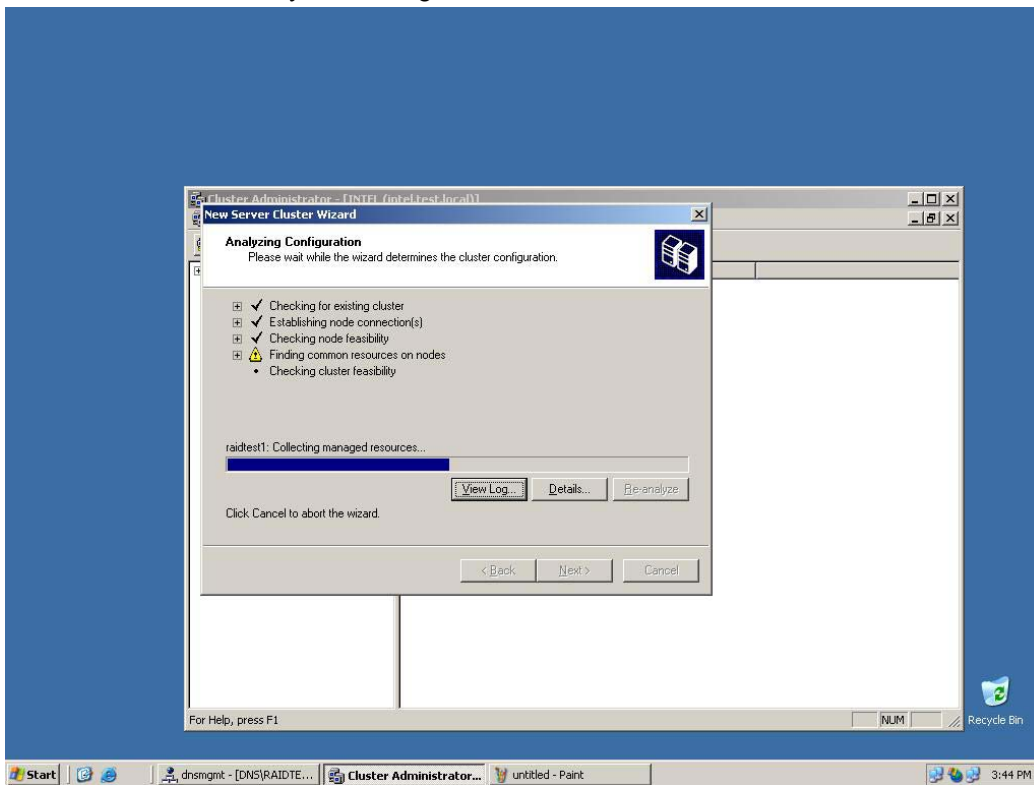 Cluster Administrator - [INTEL (intel.test.local)]
New Server Cluster Wizard
Analyzing Configuration
Please wait while the wizard determines the cluster configuration.
Checking for existing cluster
Establishing node connection(s)
Checking node feasibility
Finding common resources on nodes
Checking cluster feasibility
raidtest1: Collecting managed resources...
View Log... Details... Re-analyze
Click Cancel to abort the wizard.
< Back Next > Cancel
For Help, press F1 NUM
Recycle Bin
Start dnsmgmt - [DNS\RAIDTE... Cluster Administrator... untitled - Paint 3:44 PM